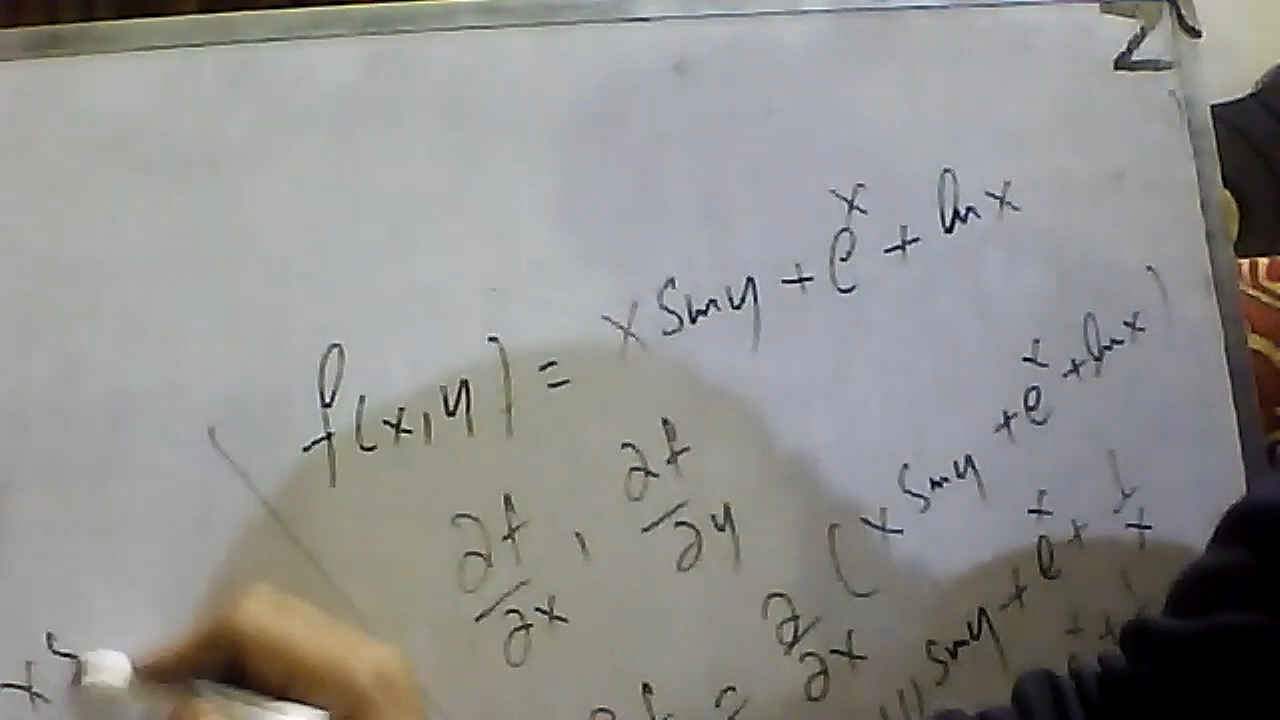 f(x,y) = x siny + e^x + ln x
∂f/∂x , ∂f/∂y
∂/∂x (x siny + e^x + ln x)
siny + e^x + 1/x